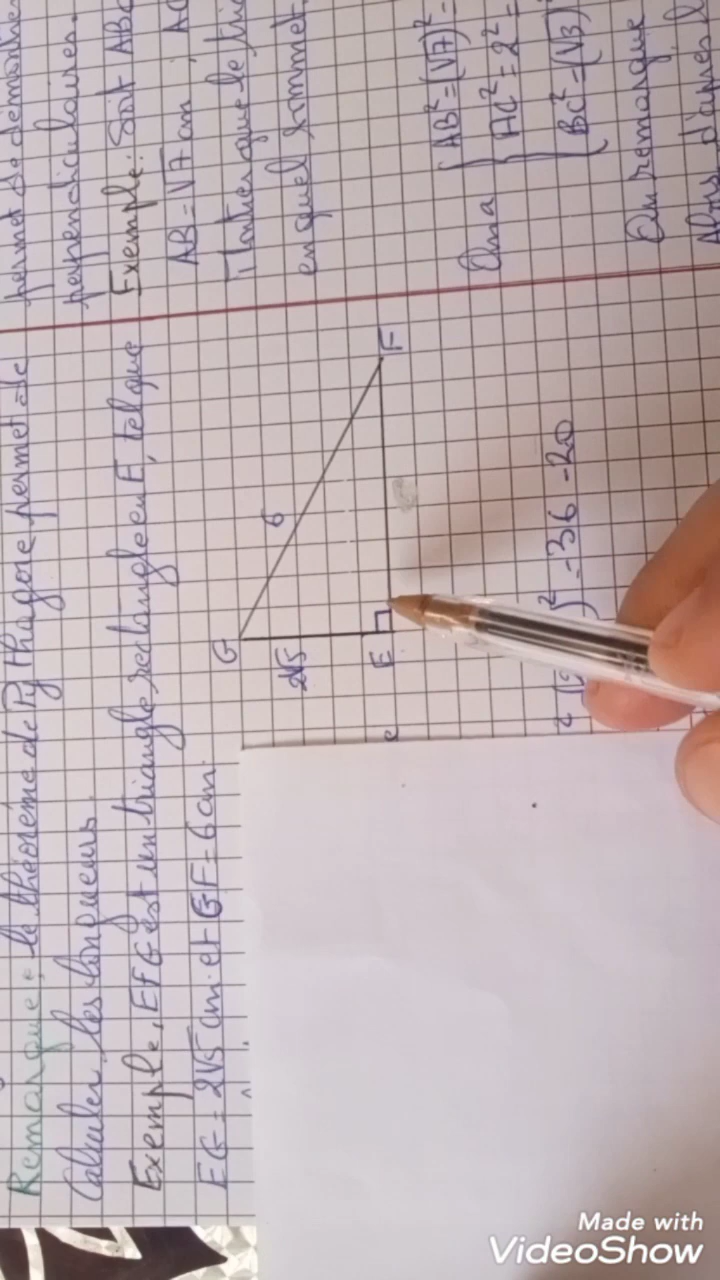 Remarque: le théorème de Pythagore permet de
Calculer les longueurs.
Exemple, EFG est un triangle rectangle en E, tel que
EG = 2√5 cm et GF = 6 cm.
G
6
2√5
E
F
e
² = 36 - 20
permet de démontrer
perpendiculaires.
Exemple: Soit ABC
AB = √7 cm, AC
que le tri
en quel sommet.
On a
AB² = (√7)² =
AC² = 2² =
BC² = (√3)
On remarque
Alors d'après l
Made with
VideoShow